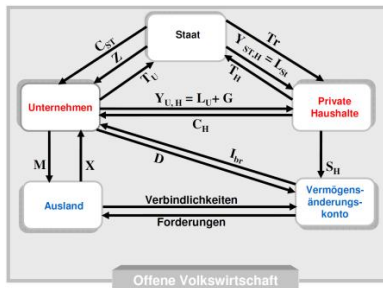 Staat
C_ST
Z
T_U
Tr
Y_ST,H = L_St
T_H
Unternehmen
Y_U,H = L_U + G
C_H
Private
Haushalte
M
X
D
I_br
S_H
Ausland
Verbindlichkeiten
Forderungen
Vermögens-
änderungs-
konto
Offene Volkswirtschaft